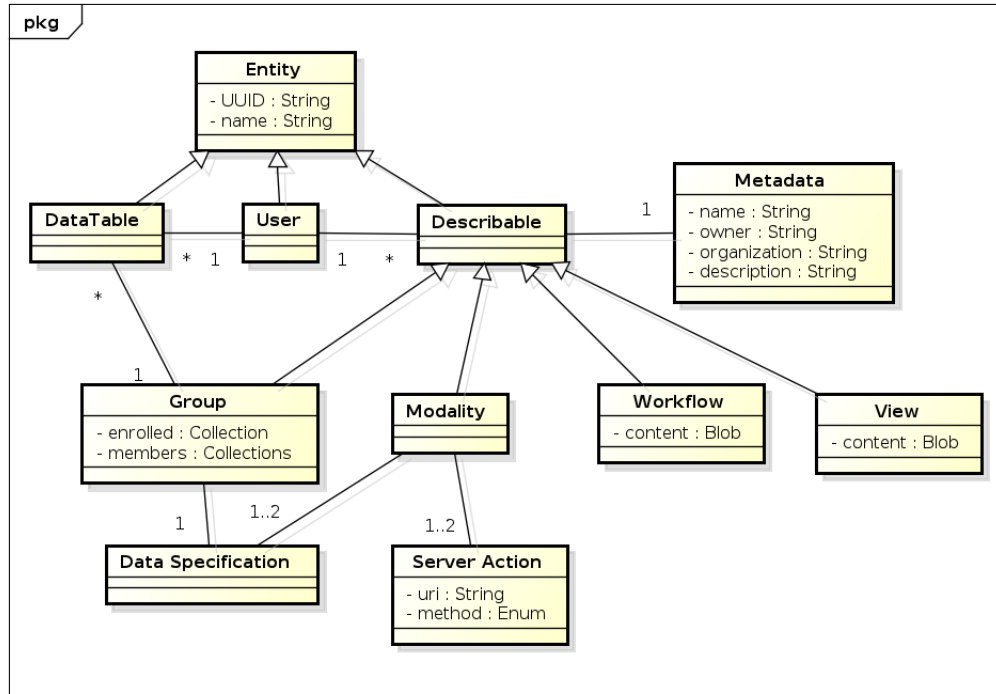 pkg
Entity
- UUID : String
- name : String
DataTable
User
Describable
Metadata
- name : String
- owner : String
- organization : String
- description : String
1
* 1
1 *
*
1
Group
- enrolled : Collection
- members : Collections
Modality
Workflow
- content : Blob
View
- content : Blob
1
1..2
1..2
Data Specification
Server Action
- uri : String
- method : Enum